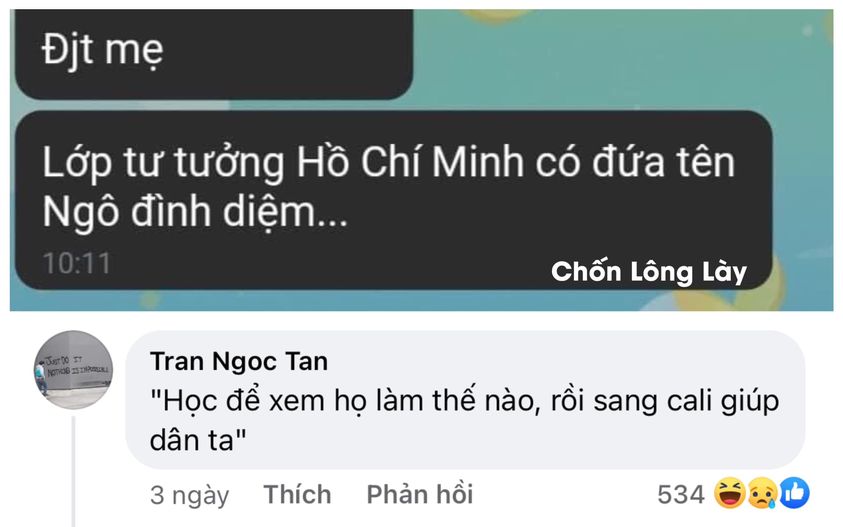 Địt mẹ
Lớp tư tưởng Hồ Chí Minh có đứa tên
Ngô đình diệm...
10:11
Chốn Lông Lày
JUST DO IT
NOTHING IS IMPOSSIBLE
Tran Ngoc Tan
"Học để xem họ làm thế nào, rồi sang cali giúp
dân ta"
3 ngày Thích Phản hồi 534